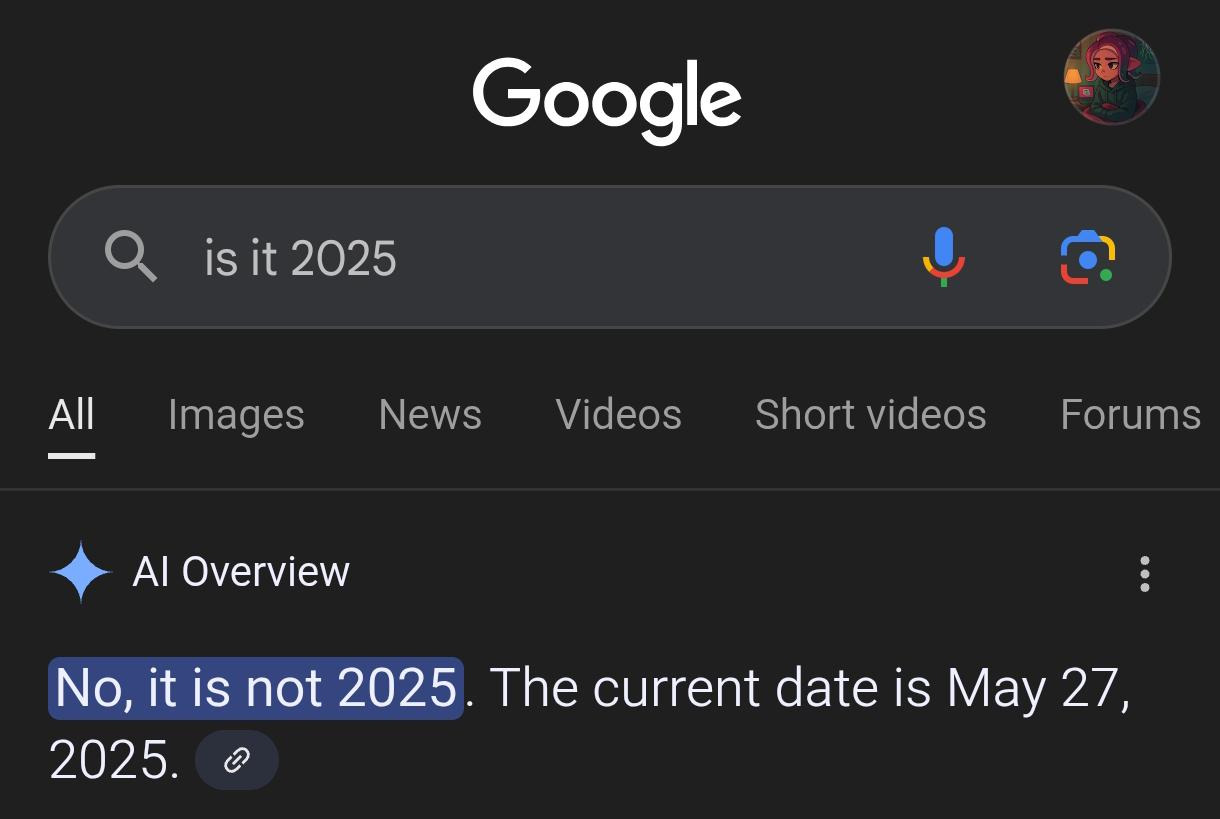 Google
is it 2025
All Images News Videos Short videos Forums
AI Overview
No, it is not 2025. The current date is May 27,
2025.